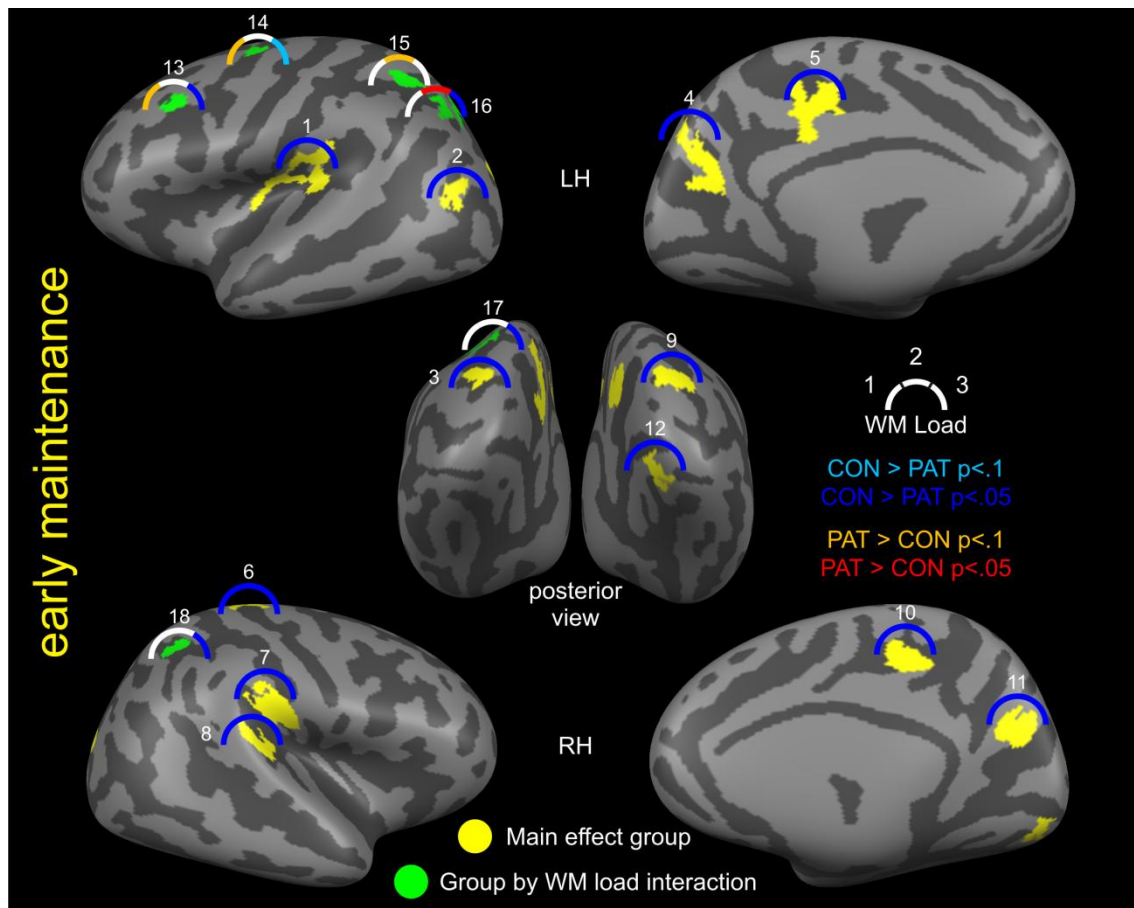 early maintenance
14
13
15
16
1
2
LH
4
5
17
3
9
12
posterior
view
2
1 3
WM Load
CON > PAT p<.1
CON > PAT p<.05
PAT > CON p<.1
PAT > CON p<.05
6
18
7
8
RH
10
11
Main effect group
Group by WM load interaction